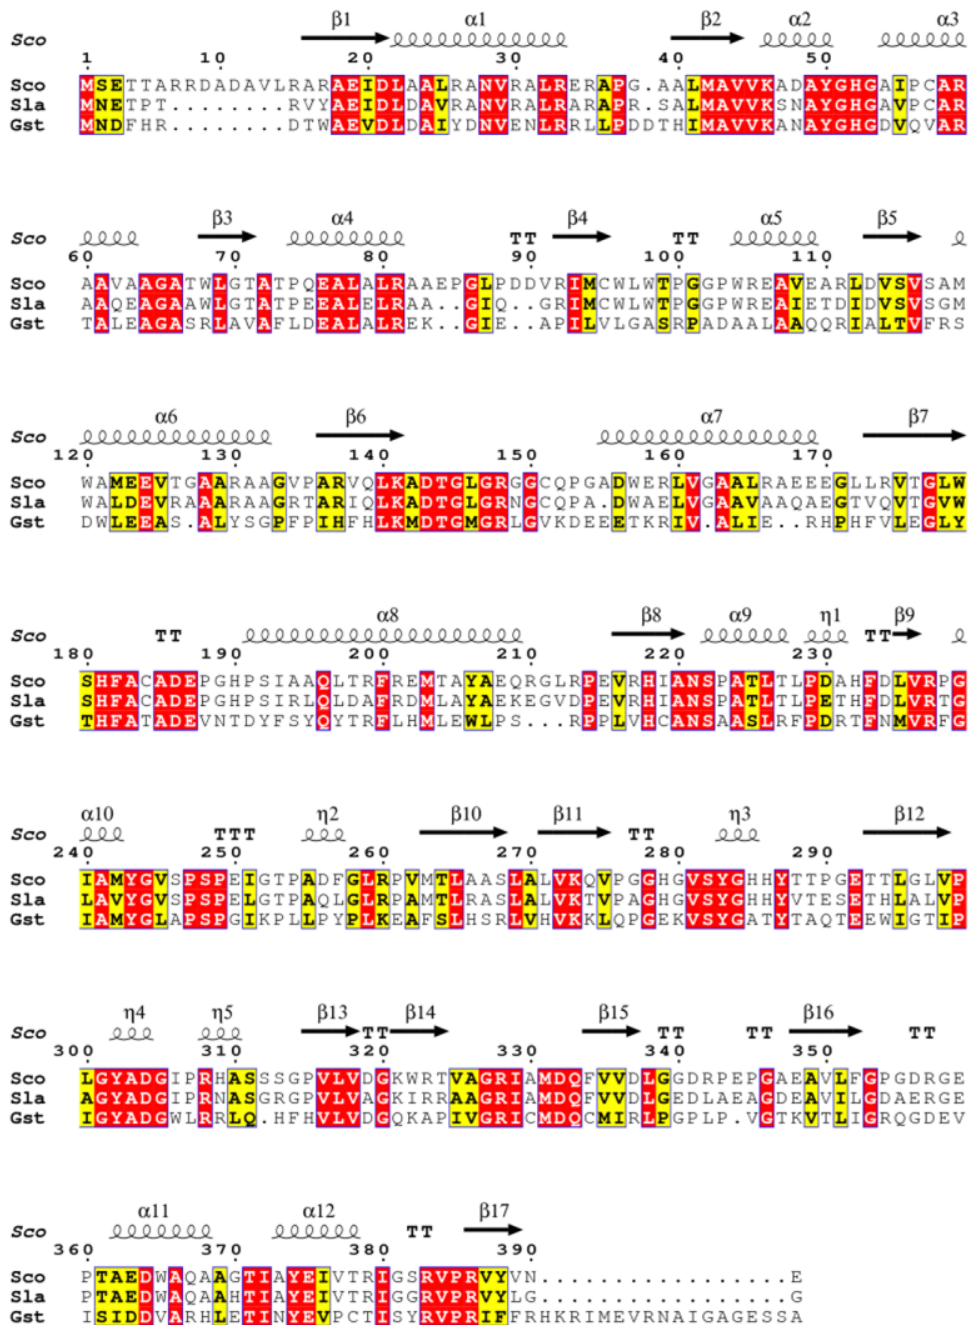 β1 α1 β2 α2 α3
Sco
1 10 20 30 40 50
Sco MSETTARRDADAVLRARAEIDLAALRANVRALRERAPG.AALMAVVKADAYGHGAIPCAR
Sla MNETPT........RVYAEIDLDAVRANVRALRARAPR.SALMAVVKSNAYGHGAVPCAR
Gst MNDFHR........DTWAEVDLDAIYDNVENLRRLLPDDTHIMAVVKANAYGHGDVQVAR
β3 α4 β4 α5 β5
Sco TT TT
60 70 80 90 100 110
Sco AAVAAGATWLGTATPQEALALRAAEPGLPDDVRIMCWLWTPGGPWREAVEARLDVSVSAM
Sla AAQEAGAAWLGTATPEEALELRAA..GIQ..GRIMCWLWTPGGPWREAIETDIDVSVSGM
Gst TALEAGASRLAVAFLDEALALREK..GIE..APILVLGASRPADAALAAQQRIALTVFRS
α6 β6 α7 β7
Sco
120 130 140 150 160 170
Sco WAMEEVTGAARAAGVPARVQLKADTGLGRGGCQPGADWERLVGAALRAEEEGLLRVTGLW
Sla WALDEVRAAARAAGRTARIQLKADTGLGRNGCQPA.DWAELVGAAVAAQAEGTVQVTGVW
Gst DWLEEAS.ALYSGPFPIHFHLKMDTGMGRLGVKDEEETKRIV.ALIE..RHPHFVLEGLY
α8 β8 α9 η1 β9
Sco TT TT
180 190 200 210 220 230
Sco SHFACADEPGHPSIAAQLTRFREMTAYAEQRGLRPEVRHIANSPATLTLPDAHFDLVRPG
Sla SHFACADEPGHPSIRLQLDAFRDMLAYAEKEGVDPEVRHIANSPATLTLPETHFDLVRTG
Gst THFATADEVNTDYFSYQYTRFLHMLEWLPS...RPPLVHCANSAASLRFPDRTFNMVRFG
α10 η2 β10 β11 η3 β12
Sco TTT TT
240 250 260 270 280 290
Sco IAMYGVSPSPEIGTPADFGLRPVMTLAASLALVKQVPGGHGVSYGHHYTTPGETTLGLVP
Sla LAVYGVSPSPELGTPAQLGLRPAMTLRASLALVKTVPAGHGVSYGHHYVTESETHLALVP
Gst IAMYGLAPSPGIKPLLPYPLKEAFSLHSRLVHVKKLQPGEKVSYGATYTAQTEEWIGTIP
η4 η5 β13 β14 β15 β16
Sco TT TT TT TT
300 310 320 330 340 350
Sco LGYADGIPRHASSSGPVLVDGKWRTVAGRIAMDQFVVDLGGDRPEPGAEAVLFGPGDRGE
Sla AGYADGIPRNASGRGPVLVAGKIRRAAGRIAMDQFVVDLGEDLAEAGDEAVILGDAERGE
Gst IGYADGWLRRLQ.HFHVLVDGQKAPIVGRICMDQCMIRLPGPLP.VGTKVTLIGRQGDEV
α11 α12 β17
Sco TT
360 370 380 390
Sco PTAEDWAQAAGTIAYEIVTRIGSRVPRVYVN..................E
Sla PTAEDWAQAAHTIAYEIVTRIGGRVPRVYLG..................G
Gst ISIDDVARHLETINYEVPCTISYRVPRIFFRHKRIMEVRNAIGAGESSA